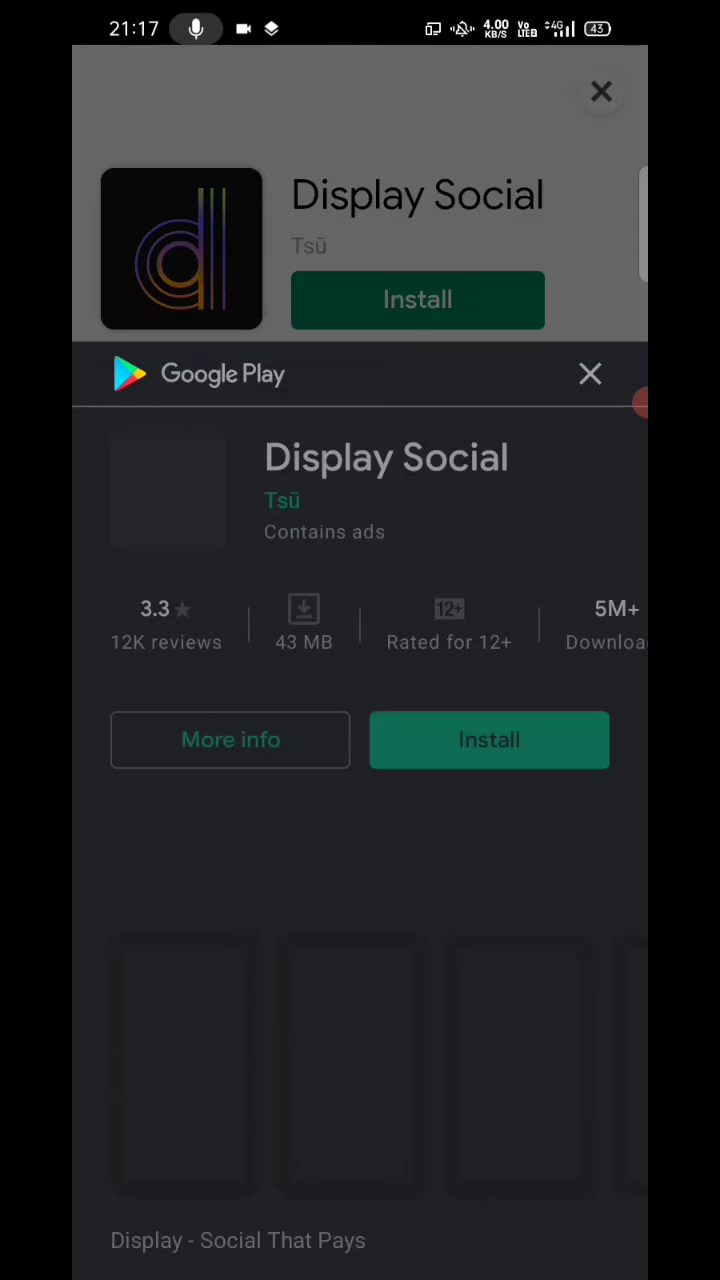 21:17
4.00 KB/S
Vo LTE2
4G
43
Display Social
Tsū
Install
Google Play
Display Social
Tsū
Contains ads
3.3★ 12+ 5M+
12K reviews 43 MB Rated for 12+ Downloa
More info Install
Display - Social That Pays